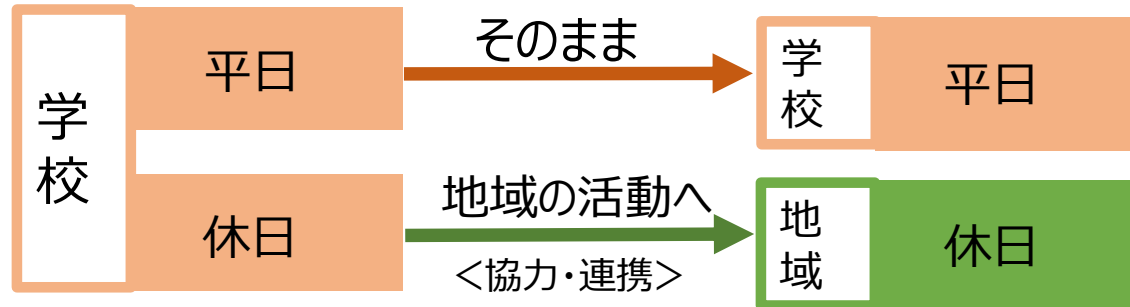 学校
平日
そのまま
学校
平日
休日
地域の活動へ
＜協力・連携＞
地域
休日